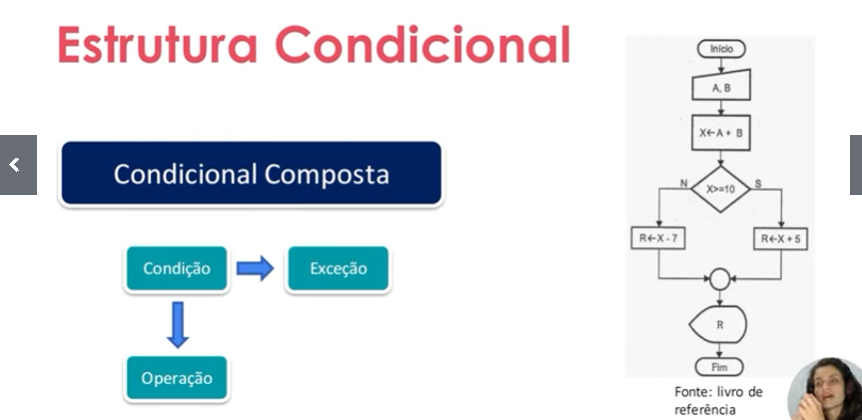 Estrutura Condicional
Condicional Composta
Condição
Exceção
Operação
Início
A, B
X←A + B
N
X>=10
S
R←X - 7
R←X + 5
R
Fim
Fonte: livro de
referência